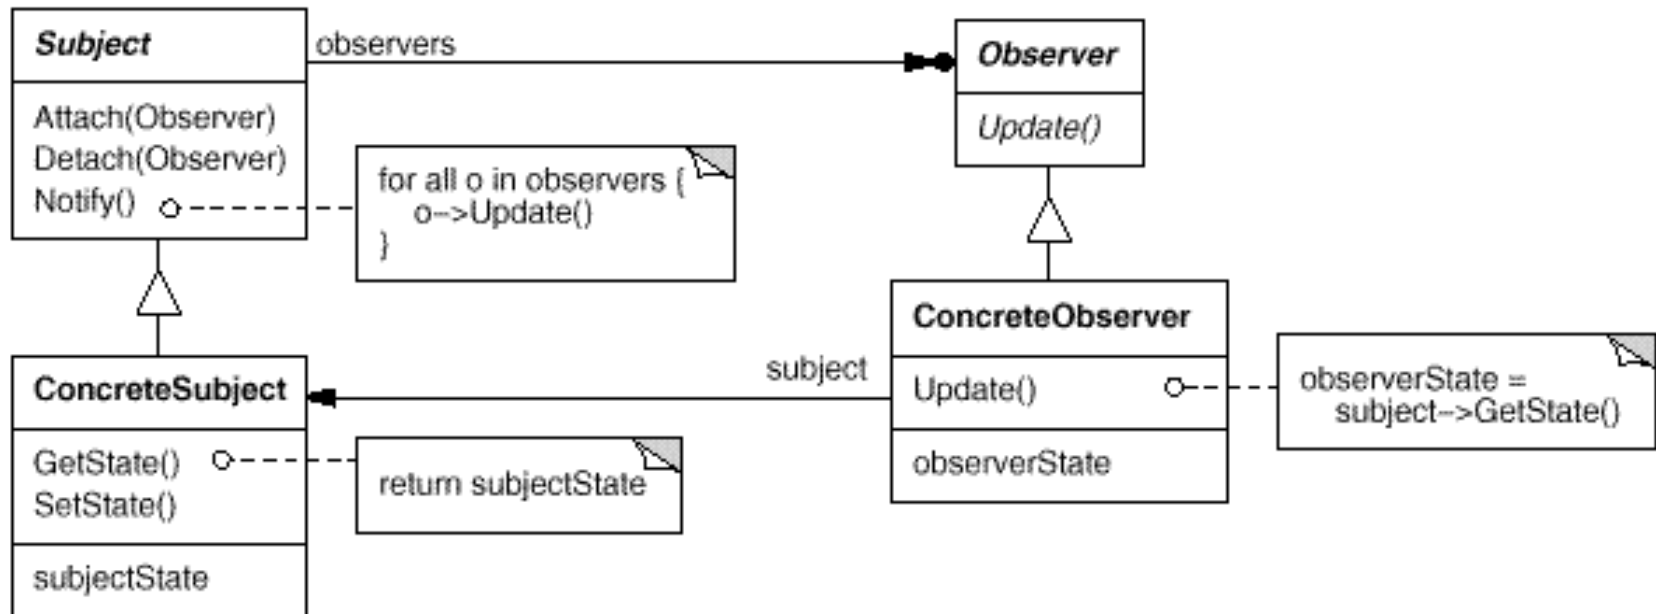 Subject
observers
Observer
Attach(Observer)
Detach(Observer)
Notify()
for all o in observers {
o->Update()
}
Update()
ConcreteSubject
subject
ConcreteObserver
GetState()
SetState()
return subjectState
Update()
observerState =
subject->GetState()
observerState
subjectState